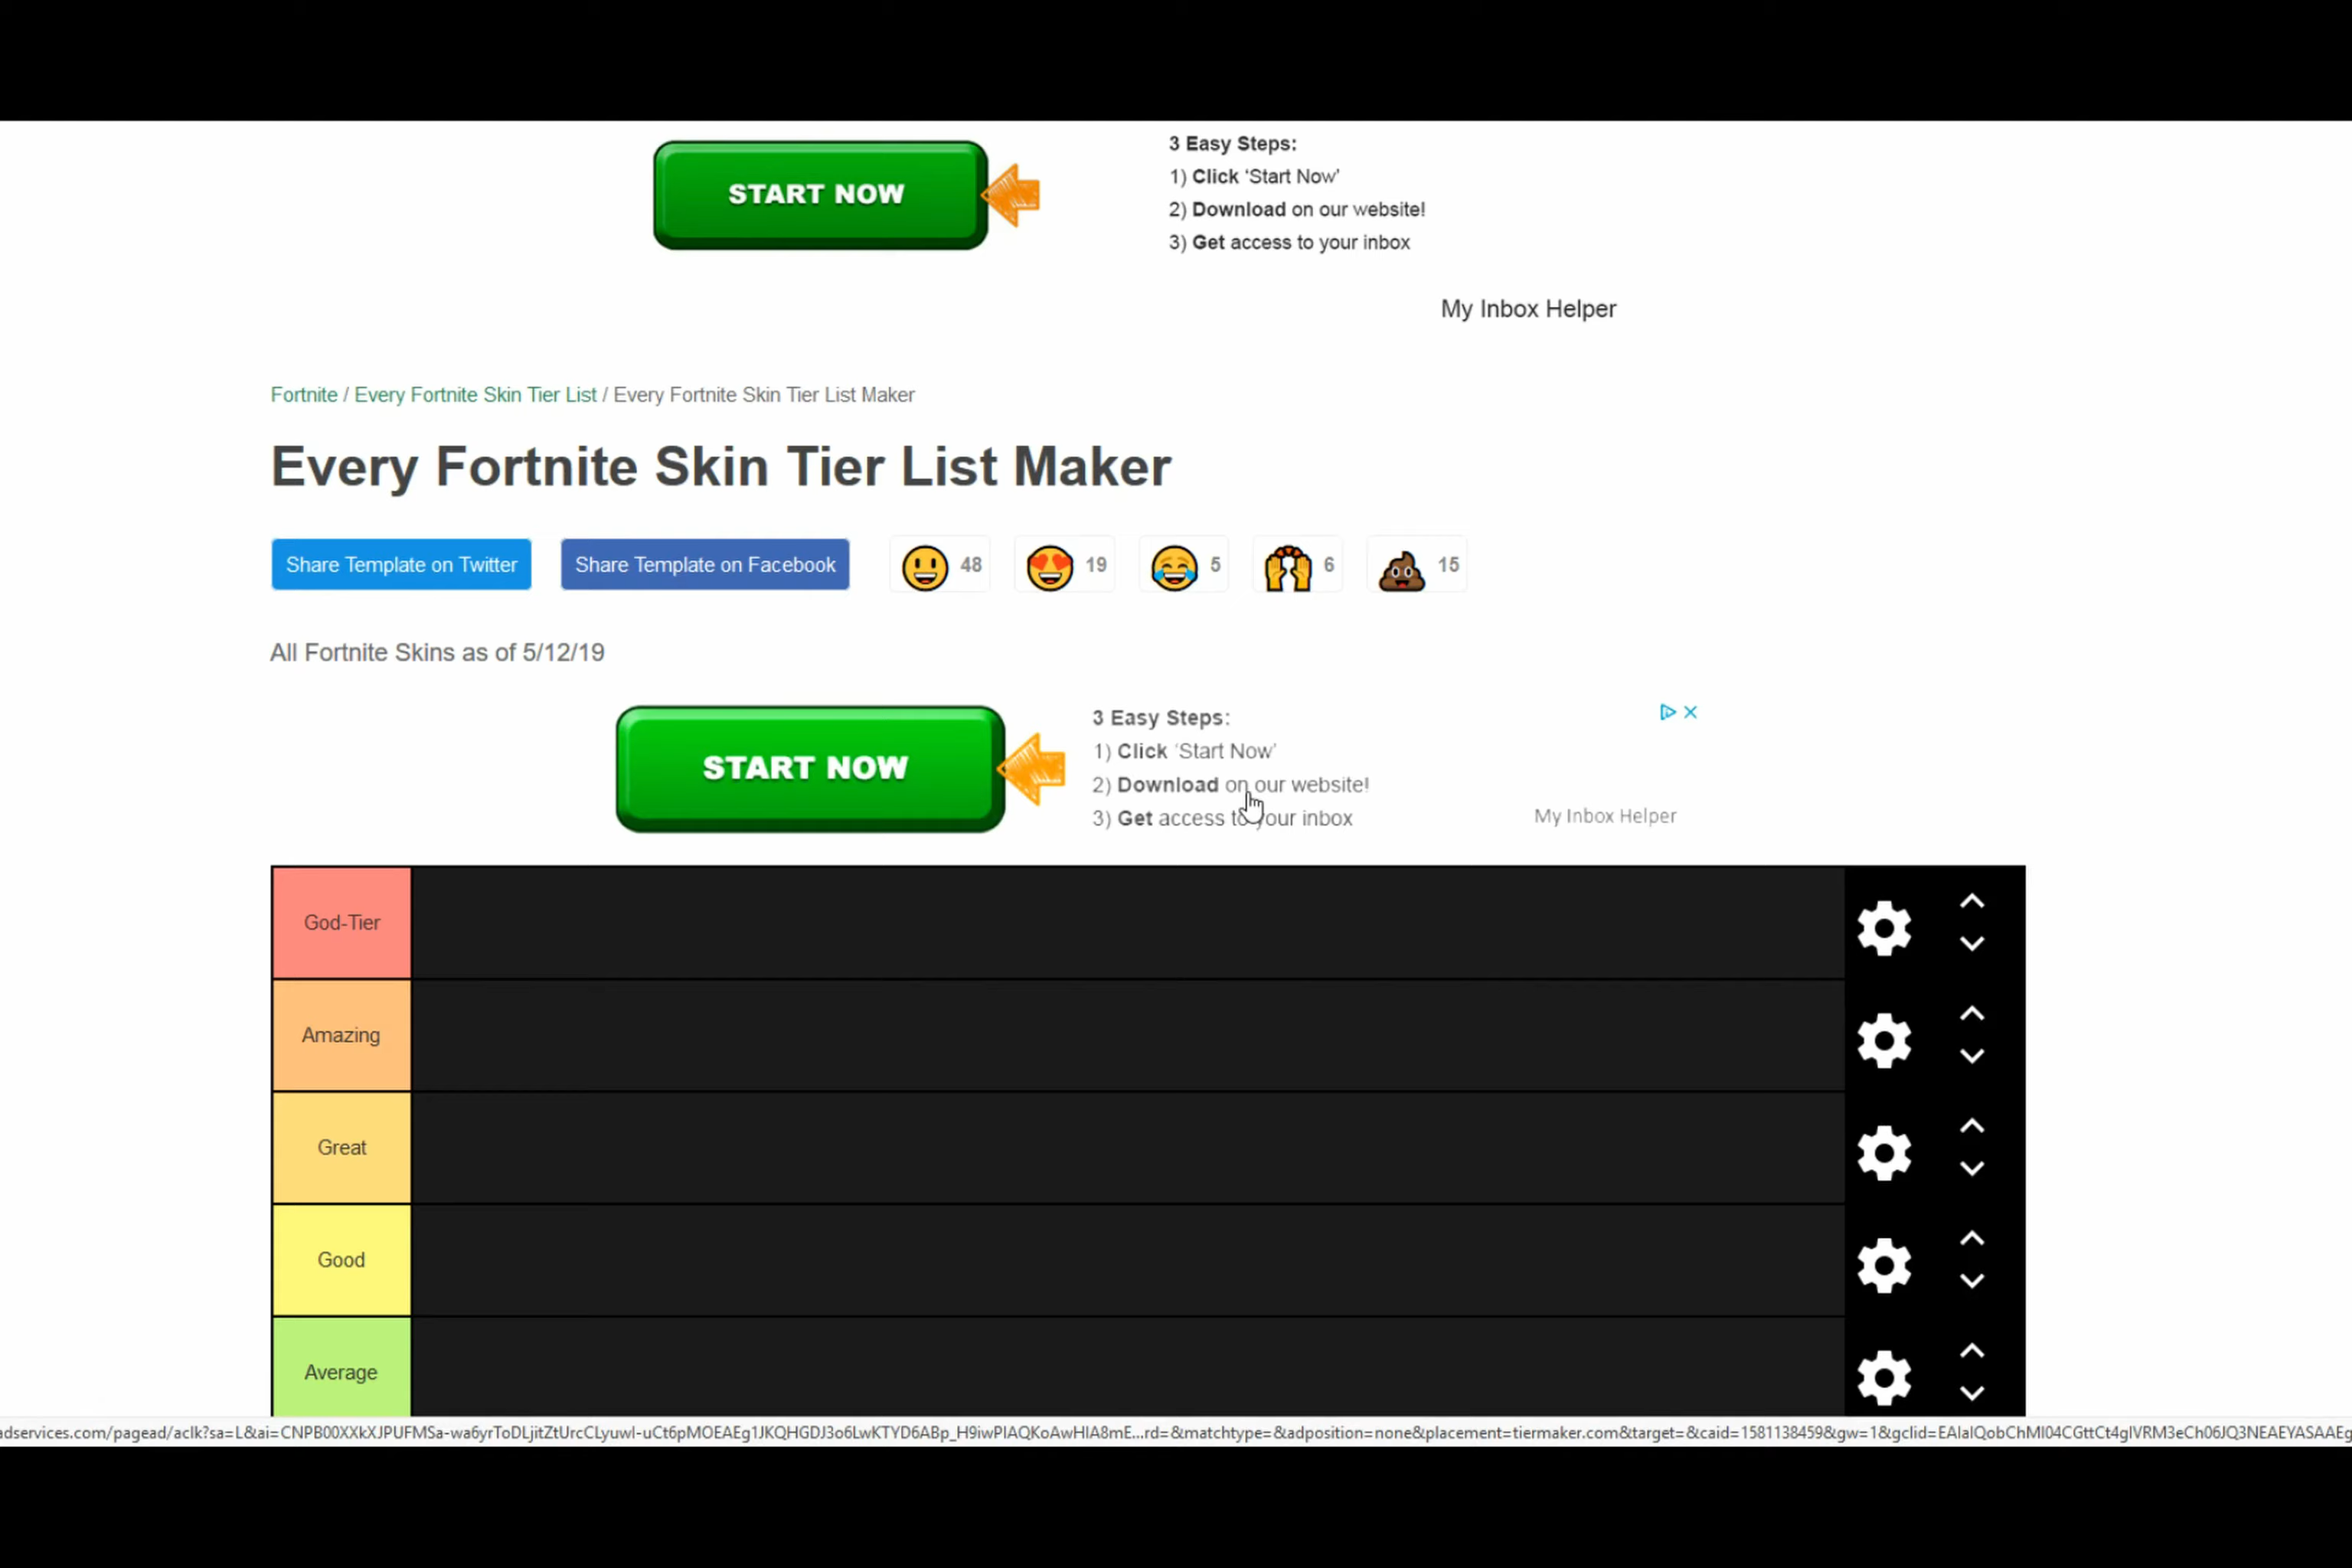 START NOW
3 Easy Steps:
1) Click 'Start Now'
2) Download on our website!
3) Get access to your inbox
My Inbox Helper
Fortnite / Every Fortnite Skin Tier List / Every Fortnite Skin Tier List Maker
Every Fortnite Skin Tier List Maker
Share Template on Twitter
Share Template on Facebook
48
19
5
6
15
All Fortnite Skins as of 5/12/19
START NOW
3 Easy Steps:
1) Click 'Start Now'
2) Download on our website!
3) Get access to your inbox
My Inbox Helper
God-Tier
Amazing
Great
Good
Average